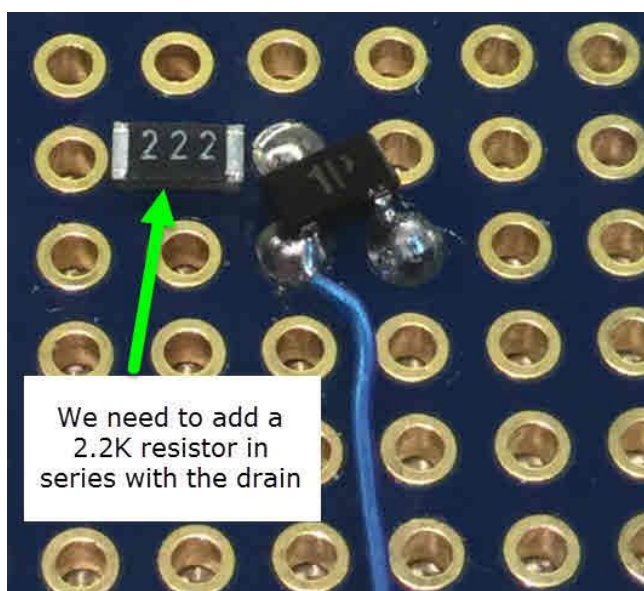 222
1P
We need to add a
2.2K resistor in
series with the drain